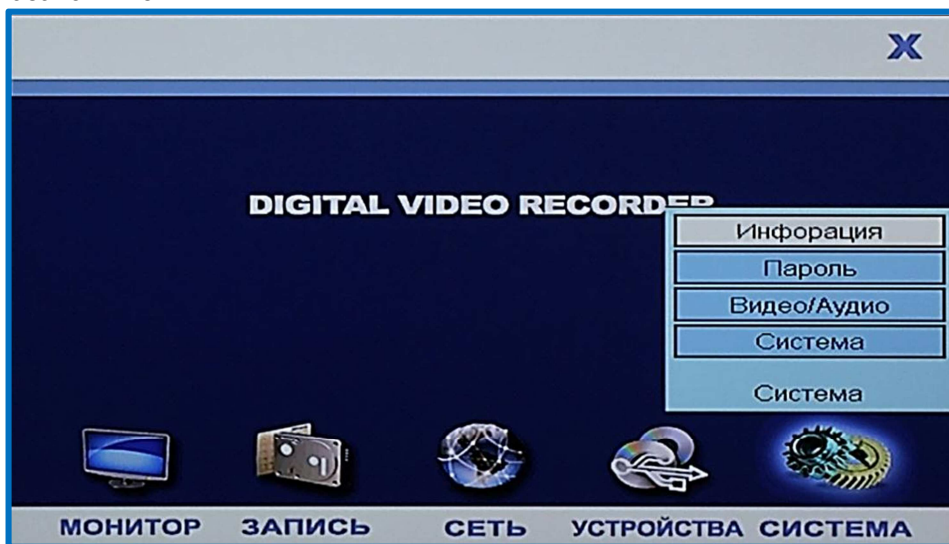 X
DIGITAL VIDEO RECORDER
Инфорация
Пароль
Видео/Аудио
Система
Система
МОНИТОР ЗАПИСЬ СЕТЬ УСТРОЙСТВА СИСТЕМА